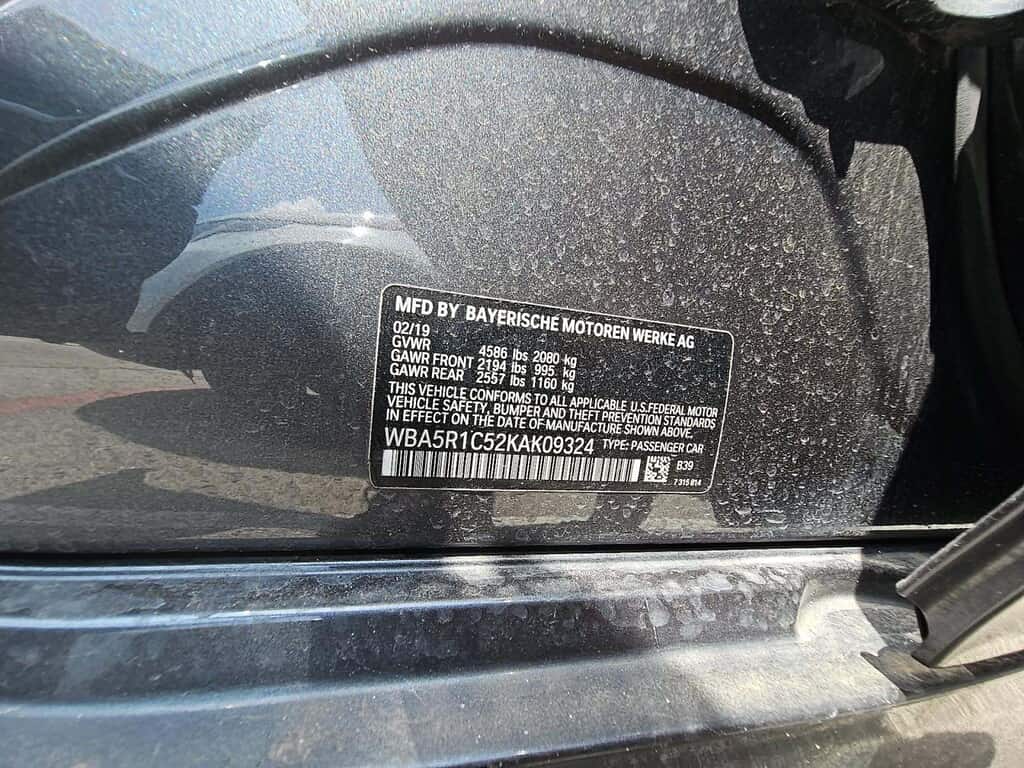 MFD BY BAYERISCHE MOTOREN WERKE AG
02/19
GVWR 4586 lbs 2080 kg
GAWR FRONT 2194 lbs 995 kg
GAWR REAR 2557 lbs 1160 kg
THIS VEHICLE CONFORMS TO ALL APPLICABLE U.S.FEDERAL MOTOR
VEHICLE SAFETY, BUMPER AND THEFT PREVENTION STANDARDS
IN EFFECT ON THE DATE OF MANUFACTURE SHOWN ABOVE.
WBA5R1C52KAK09324 TYPE: PASSENGER CAR
B39
7 315 814